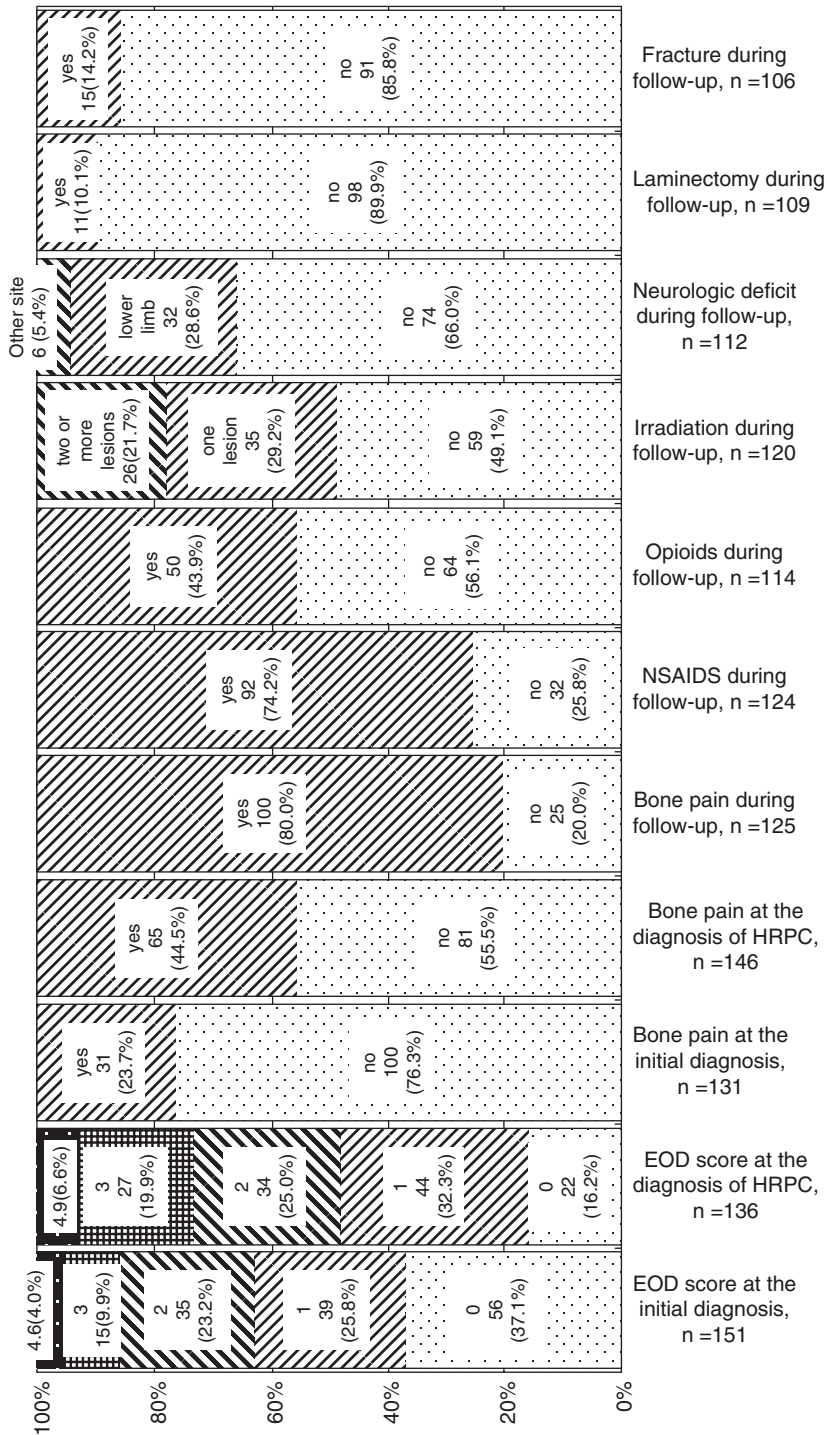 Fracture during
follow-up, n =106
yes
15(14.2%)
no
91
(85.8%)
Laminectomy during
follow-up, n =109
yes
11(10.1%)
no
98
(89.9%)
Neurologic deficit
during follow-up,
n =112
Other site
6 (5.4%)
lower
limb
32
(28.6%)
no
74
(66.0%)
Irradiation during
follow-up, n =120
two or
more
lesions
26(21.7%)
one
lesion
35
(29.2%)
no
59
(49.1%)
Opioids during
follow-up, n =114
yes
50
(43.9%)
no
64
(56.1%)
NSAIDS during
follow-up, n =124
yes
92
(74.2%)
no
32
(25.8%)
Bone pain during
follow-up, n =125
yes
100
(80.0%)
no
25
(20.0%)
Bone pain at the
diagnosis of HRPC,
n =146
yes
65
(44.5%)
no
81
(55.5%)
Bone pain at the
initial diagnosis,
n =131
yes
31
(23.7%)
no
100
(76.3%)
EOD score at the
diagnosis of HRPC,
n =136
4.9(6.6%)
3
27
(19.9%)
2
34
(25.0%)
1
44
(32.3%)
0
22
(16.2%)
EOD score at the
initial diagnosis,
n =151
4.6(4.0%)
3
15(9.9%)
2
35
(23.2%)
1
39
(25.8%)
0
56
(37.1%)
100%
80%
60%
40%
20%
0%